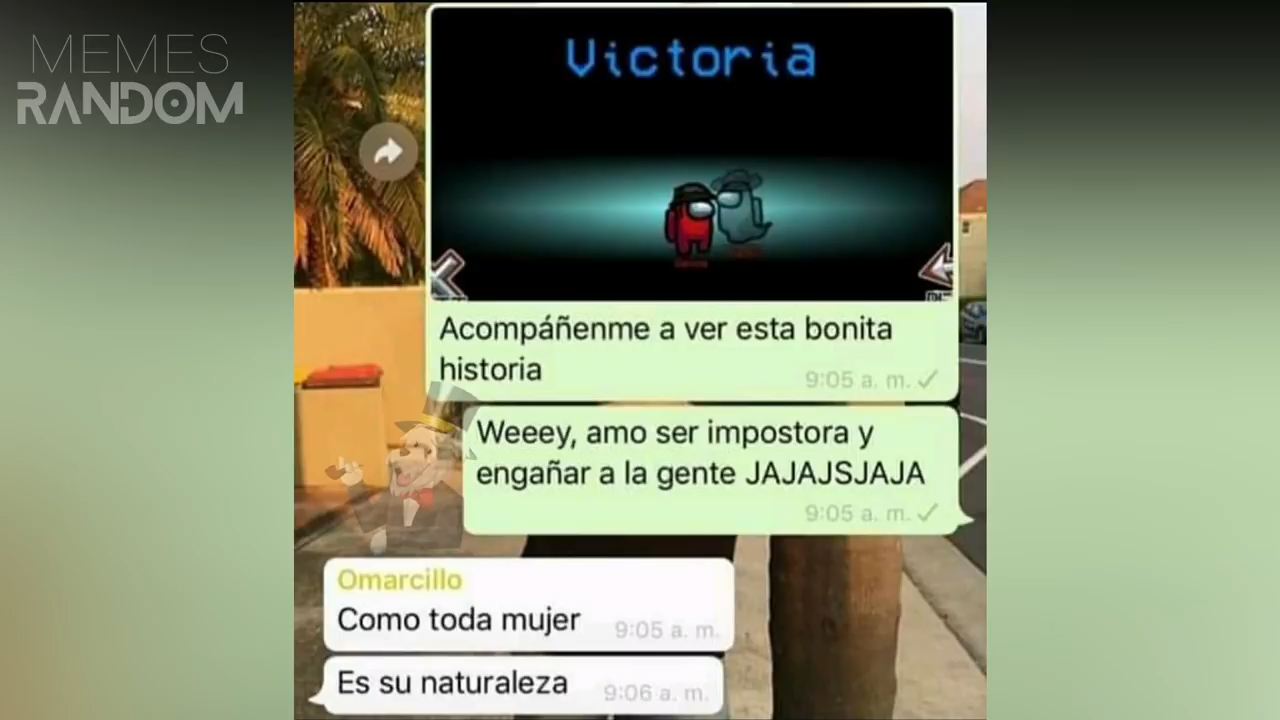 MEMES
RANDOM
Victoria
Acompáñenme a ver esta bonita
historia
9:05 a. m.
Weeey, amo ser impostora y
engañar a la gente JAJAJSJAJA
9:05 a. m.
Omarcillo
Como toda mujer
9:05 a. m.
Es su naturaleza
9:06 a. m.